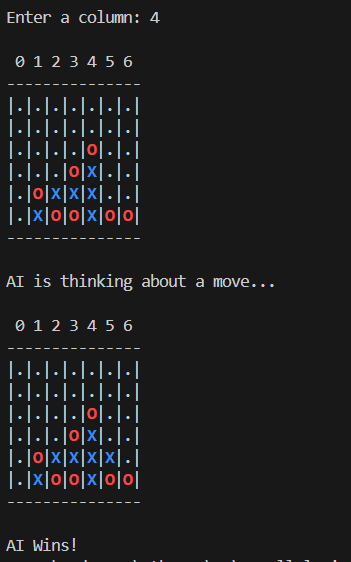 Enter a column: 4
0 1 2 3 4 5 6
---------------
|.|.|.|.|.|.|.|
|.|.|.|.|.|.|.|
|.|.|.|.|O|.|.|
|.|.|.|O|X|.|.|
|.|O|X|X|X|.|.|
|.|X|O|O|X|O|O|
---------------
AI is thinking about a move...
0 1 2 3 4 5 6
---------------
|.|.|.|.|.|.|.|
|.|.|.|.|.|.|.|
|.|.|.|.|O|.|.|
|.|.|.|O|X|.|.|
|.|O|X|X|X|X|.|
|.|X|O|O|X|O|O|
---------------
AI Wins!